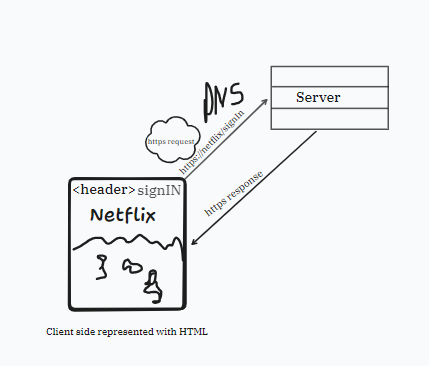 DNS
Server
https request
https://netflix/signIn
https response
<header> signIN
Netflix
Client side represented with HTML